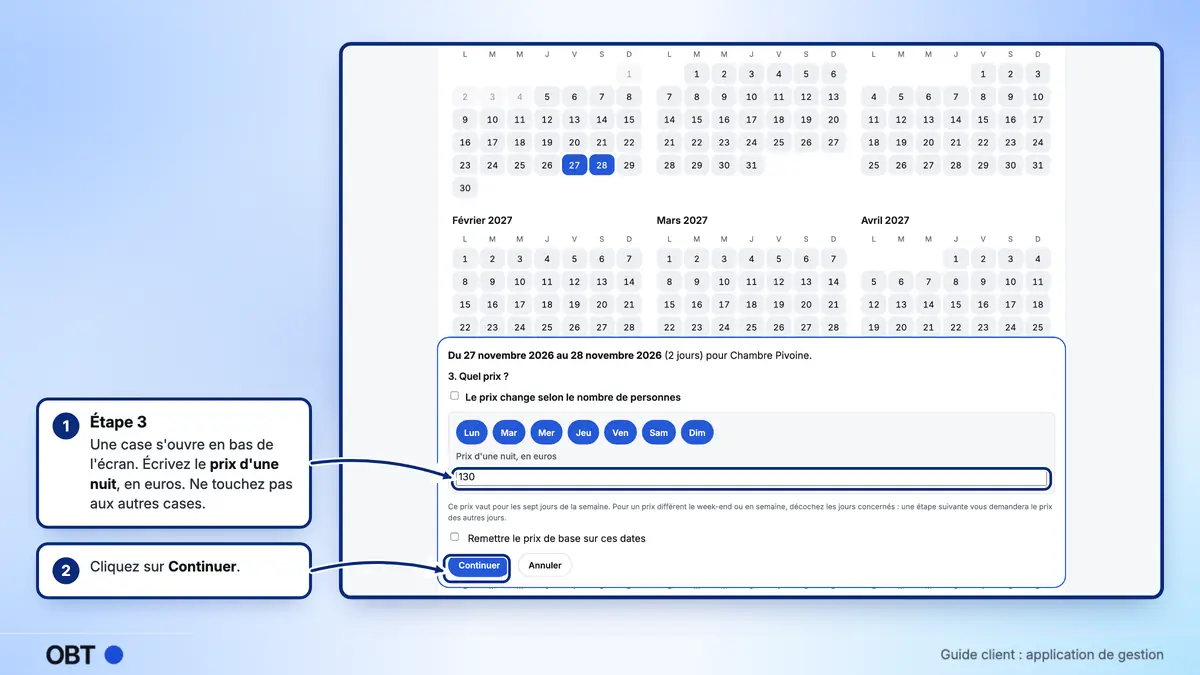 L M M J V S D
1
2 3 4 5 6 7 8
9 10 11 12 13 14 15
16 17 18 19 20 21 22
23 24 25 26 27 28 29
30
L M M J V S D
1 2 3 4 5 6
7 8 9 10 11 12 13
14 15 16 17 18 19 20
21 22 23 24 25 26 27
28 29 30 31
L M M J V S D
1 2 3
4 5 6 7 8 9 10
11 12 13 14 15 16 17
18 19 20 21 22 23 24
25 26 27 28 29 30 31
Février 2027
L M M J V S D
1 2 3 4 5 6 7
8 9 10 11 12 13 14
15 16 17 18 19 20 21
22 23 24 25 26 27 28
Mars 2027
L M M J V S D
1 2 3 4 5 6 7
8 9 10 11 12 13 14
15 16 17 18 19 20 21
22 23 24 25 26 27 28
Avril 2027
L M M J V S D
1 2 3 4
5 6 7 8 9 10 11
12 13 14 15 16 17 18
19 20 21 22 23 24 25
Du 27 novembre 2026 au 28 novembre 2026 (2 jours) pour Chambre Pivoine.
3. Quel prix ?
Le prix change selon le nombre de personnes
Lun Mar Mer Jeu Ven Sam Dim
Prix d'une nuit, en euros
130
Ce prix vaut pour les sept jours de la semaine. Pour un prix différent le week-end ou en semaine, décochez les jours concernés : une étape suivante vous demandera le prix
des autres jours.
Remettre le prix de base sur ces dates
Continuer Annuler
1 Étape 3
Une case s'ouvre en bas de
l'écran. Écrivez le prix d'une
nuit, en euros. Ne touchez pas
aux autres cases.
2 Cliquez sur Continuer.
OBT
Guide client : application de gestion